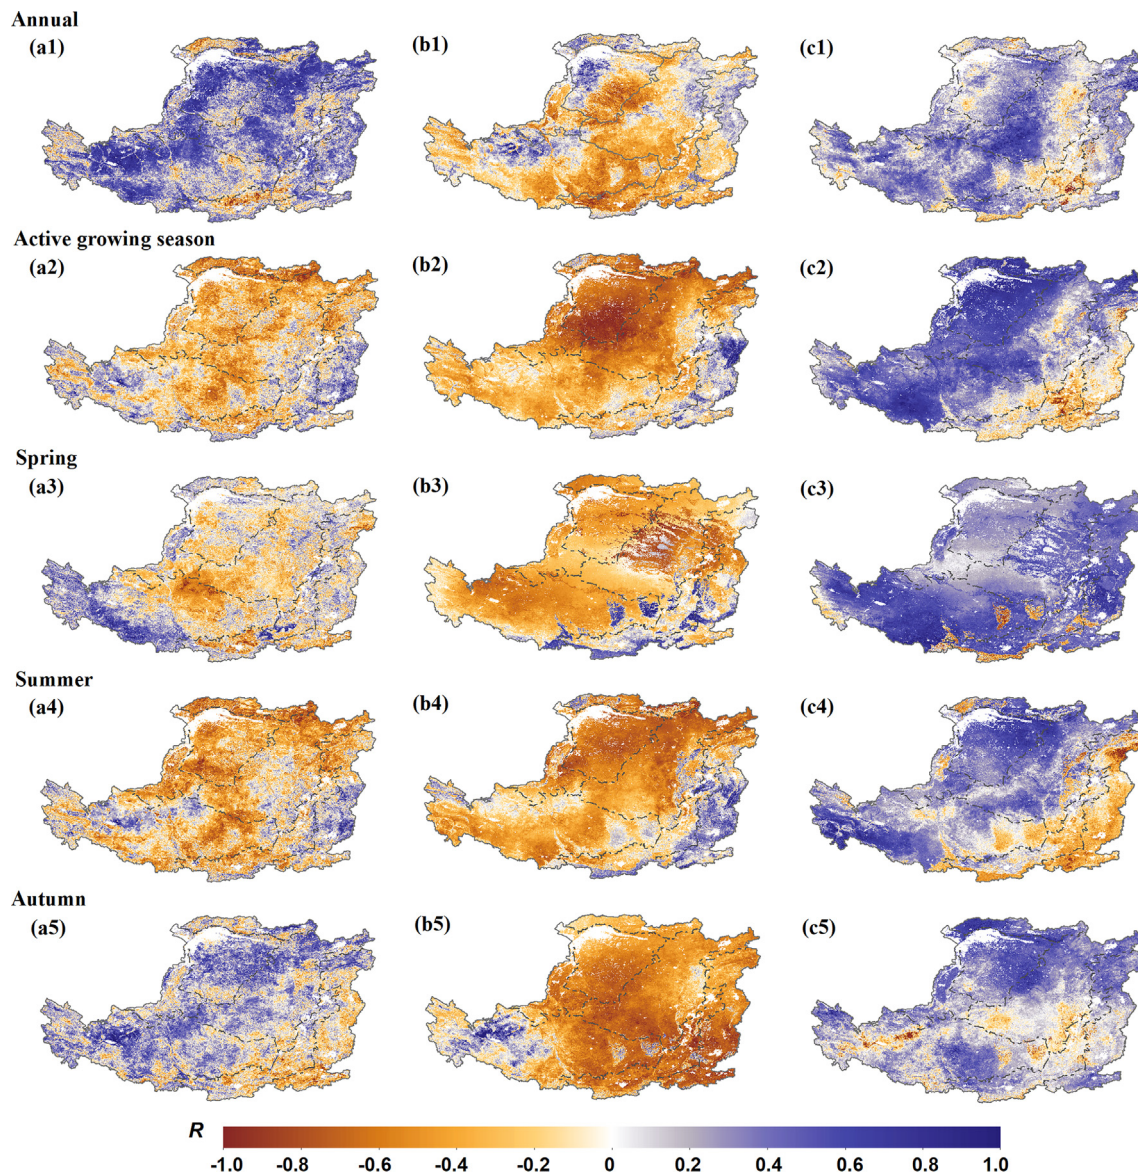 Annual
(a1) (b1) (c1)
Active growing season
(a2) (b2) (c2)
Spring
(a3) (b3) (c3)
Summer
(a4) (b4) (c4)
Autumn
(a5) (b5) (c5)
R
-1.0 -0.8 -0.6 -0.4 -0.2 0 0.2 0.4 0.6 0.8 1.0